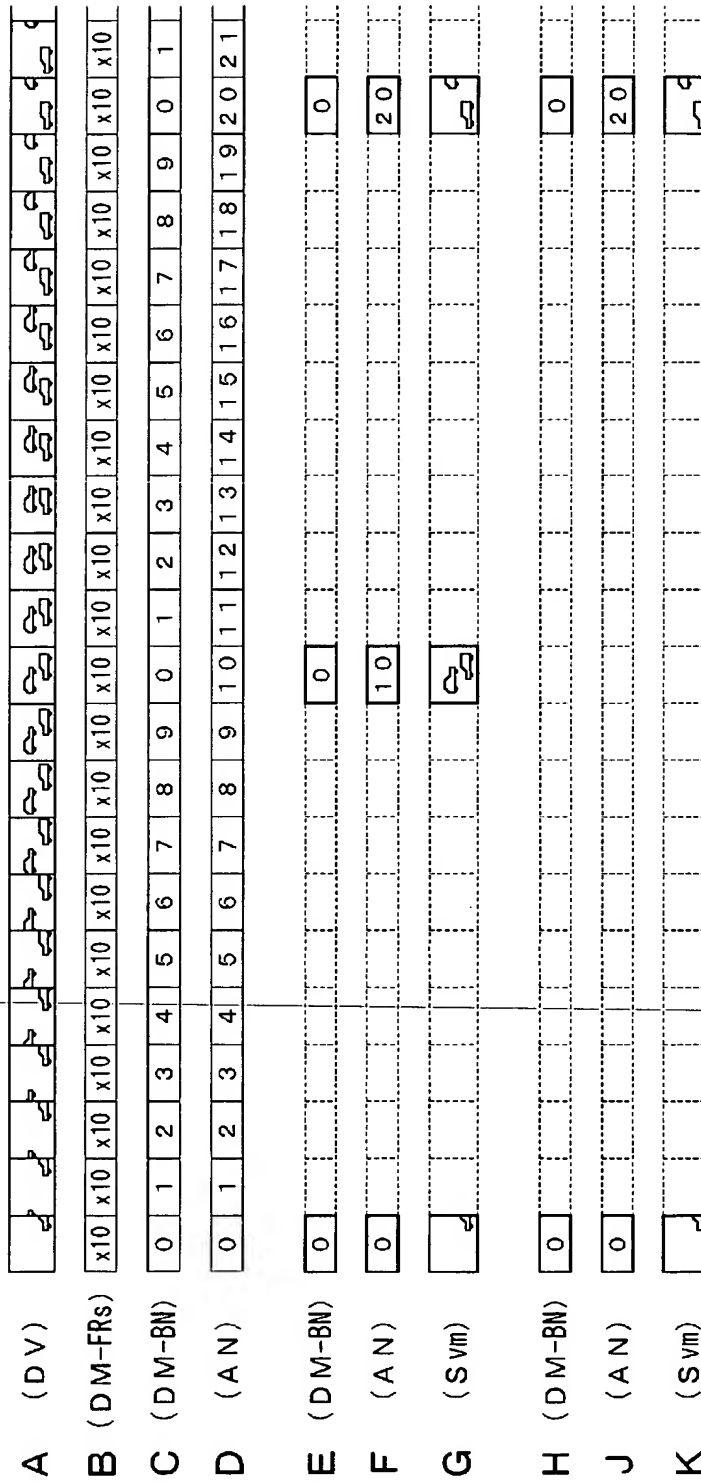 A (DV)
B (DM-FRs) x10 x10 x10 x10 x10 x10 x10 x10 x10 x10 x10 x10 x10 x10 x10 x10 x10 x10 x10 x10 x10 x10
C (DM-BN) 0 1 2 3 4 5 6 7 8 9 0 1 2 3 4 5 6 7 8 9 0 1
D (AN) 0 1 2 3 4 5 6 7 8 9 10 11 12 13 14 15 16 17 18 19 20 21
E (DM-BN) 0 0 0
F (AN) 0 10 20
G (Svm)
H (DM-BN) 0 0
J (AN) 0 20
K (Svm)